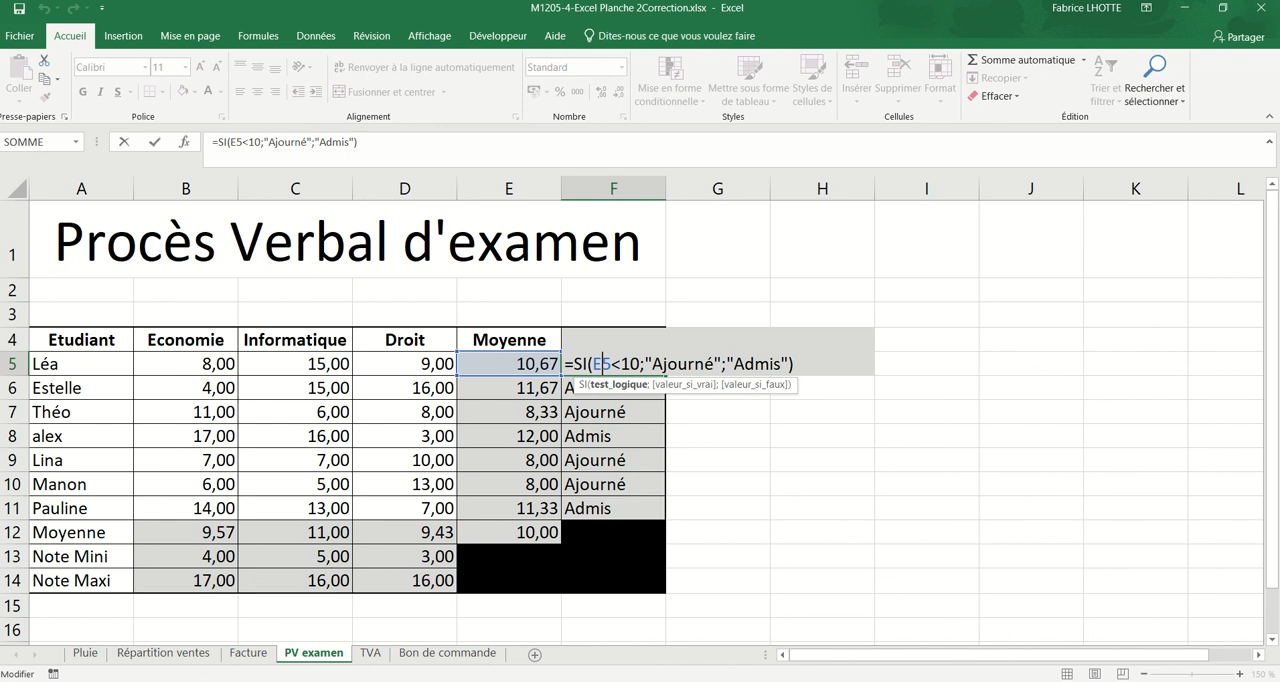 M1205-4-Excel Planche 2Correction.xlsx - Excel
Fabrice LHOTTE
Fichier Accueil Insertion Mise en page Formules Données Révision Affichage Développeur Aide Dites-nous ce que vous voulez faire Partager
Coller
Calibri 11
Renvoyer à la ligne automatiquement
Standard
Mise en forme conditionnelle
Mettre sous forme de tableau
Styles de cellules
Insérer Supprimer Format
Somme automatique
Recopier
Effacer
Trier et filtrer
Rechercher et sélectionner
G I S
Fusionner et centrer
% 000
Presse-papiers Police Alignement Nombre Styles Cellules Édition
SOMME fx =SI(E5<10;"Ajourné";"Admis")
A B C D E F G H I J K L
1 Procès Verbal d'examen
2
3
4 Etudiant Economie Informatique Droit Moyenne
5 Léa 8,00 15,00 9,00 10,67 =SI(E5<10;"Ajourné";"Admis")
SI(test_logique; [valeur_si_vrai]; [valeur_si_faux])
6 Estelle 4,00 15,00 16,00 11,67 A
7 Théo 11,00 6,00 8,00 8,33 Ajourné
8 alex 17,00 16,00 3,00 12,00 Admis
9 Lina 7,00 7,00 10,00 8,00 Ajourné
10 Manon 6,00 5,00 13,00 8,00 Ajourné
11 Pauline 14,00 13,00 7,00 11,33 Admis
12 Moyenne 9,57 11,00 9,43 10,00
13 Note Mini 4,00 5,00 3,00
14 Note Maxi 17,00 16,00 16,00
15
16
Pluie Répartition ventes Facture PV examen TVA Bon de commande
Modifier 150 %